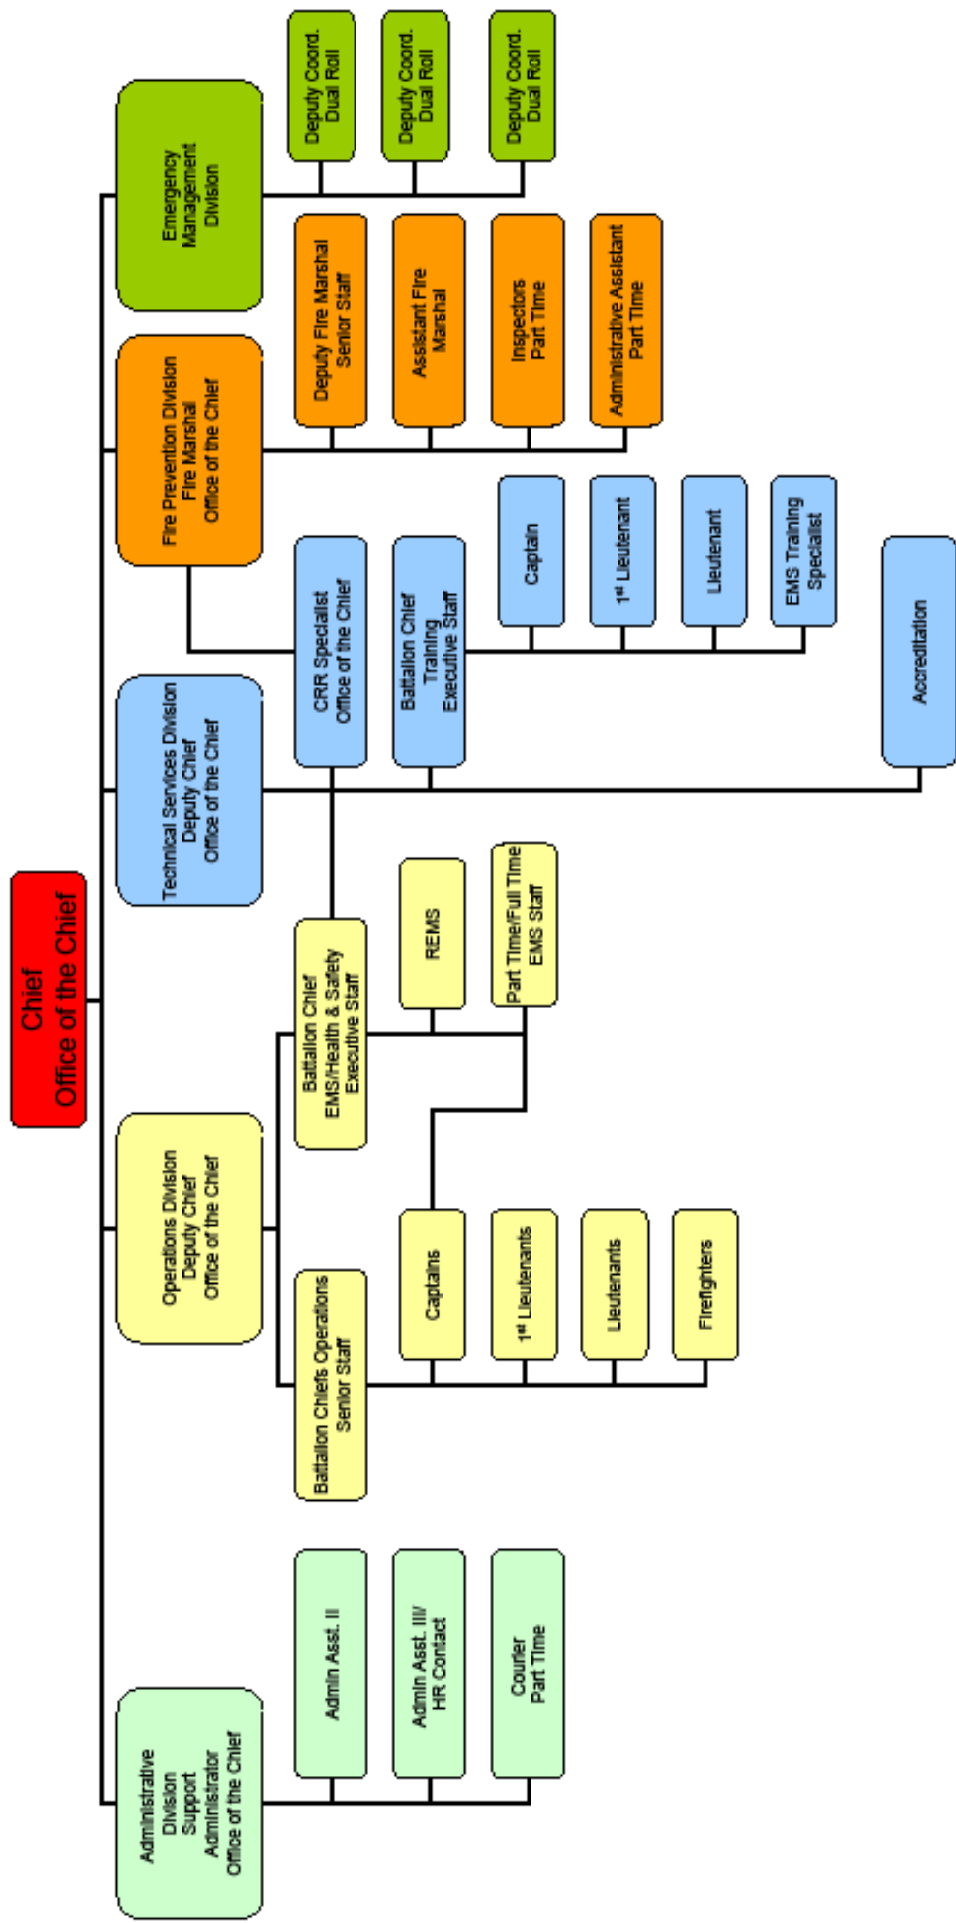 Chief
Office of the Chief
Administrative
Division
Support
Administrator
Office of the Chief
Admin Asst. II
Admin Asst. III/
HR Contact
Courier
Part Time
Operations Division
Deputy Chief
Office of the Chief
Battalion Chiefs Operations
Senior Staff
Captains
1st Lieutenants
Lieutenants
Firefighters
Battalion Chief
EMS/Health & Safety
Executive Staff
REMS
Part Time/Full Time
EMS Staff
Technical Services Division
Deputy Chief
Office of the Chief
CRR Specialist
Office of the Chief
Battalion Chief
Training
Executive Staff
Captain
1st Lieutenant
Lieutenant
EMS Training
Specialist
Accreditation
Fire Prevention Division
Fire Marshal
Office of the Chief
Deputy Fire Marshal
Senior Staff
Assistant Fire
Marshal
Inspectors
Part Time
Administrative Assistant
Part Time
Emergency
Management
Division
Deputy Coord.
Dual Roll
Deputy Coord.
Dual Roll
Deputy Coord.
Dual Roll